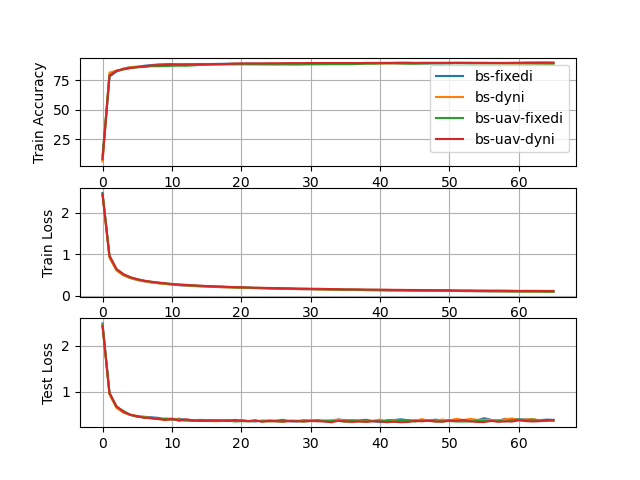 Train Accuracy
75
50
25
bs-fixedi
bs-dyni
bs-uav-fixedi
bs-uav-dyni
0 10 20 30 40 50 60
Train Loss
2
1
0
0 10 20 30 40 50 60
Test Loss
2
1
0 10 20 30 40 50 60